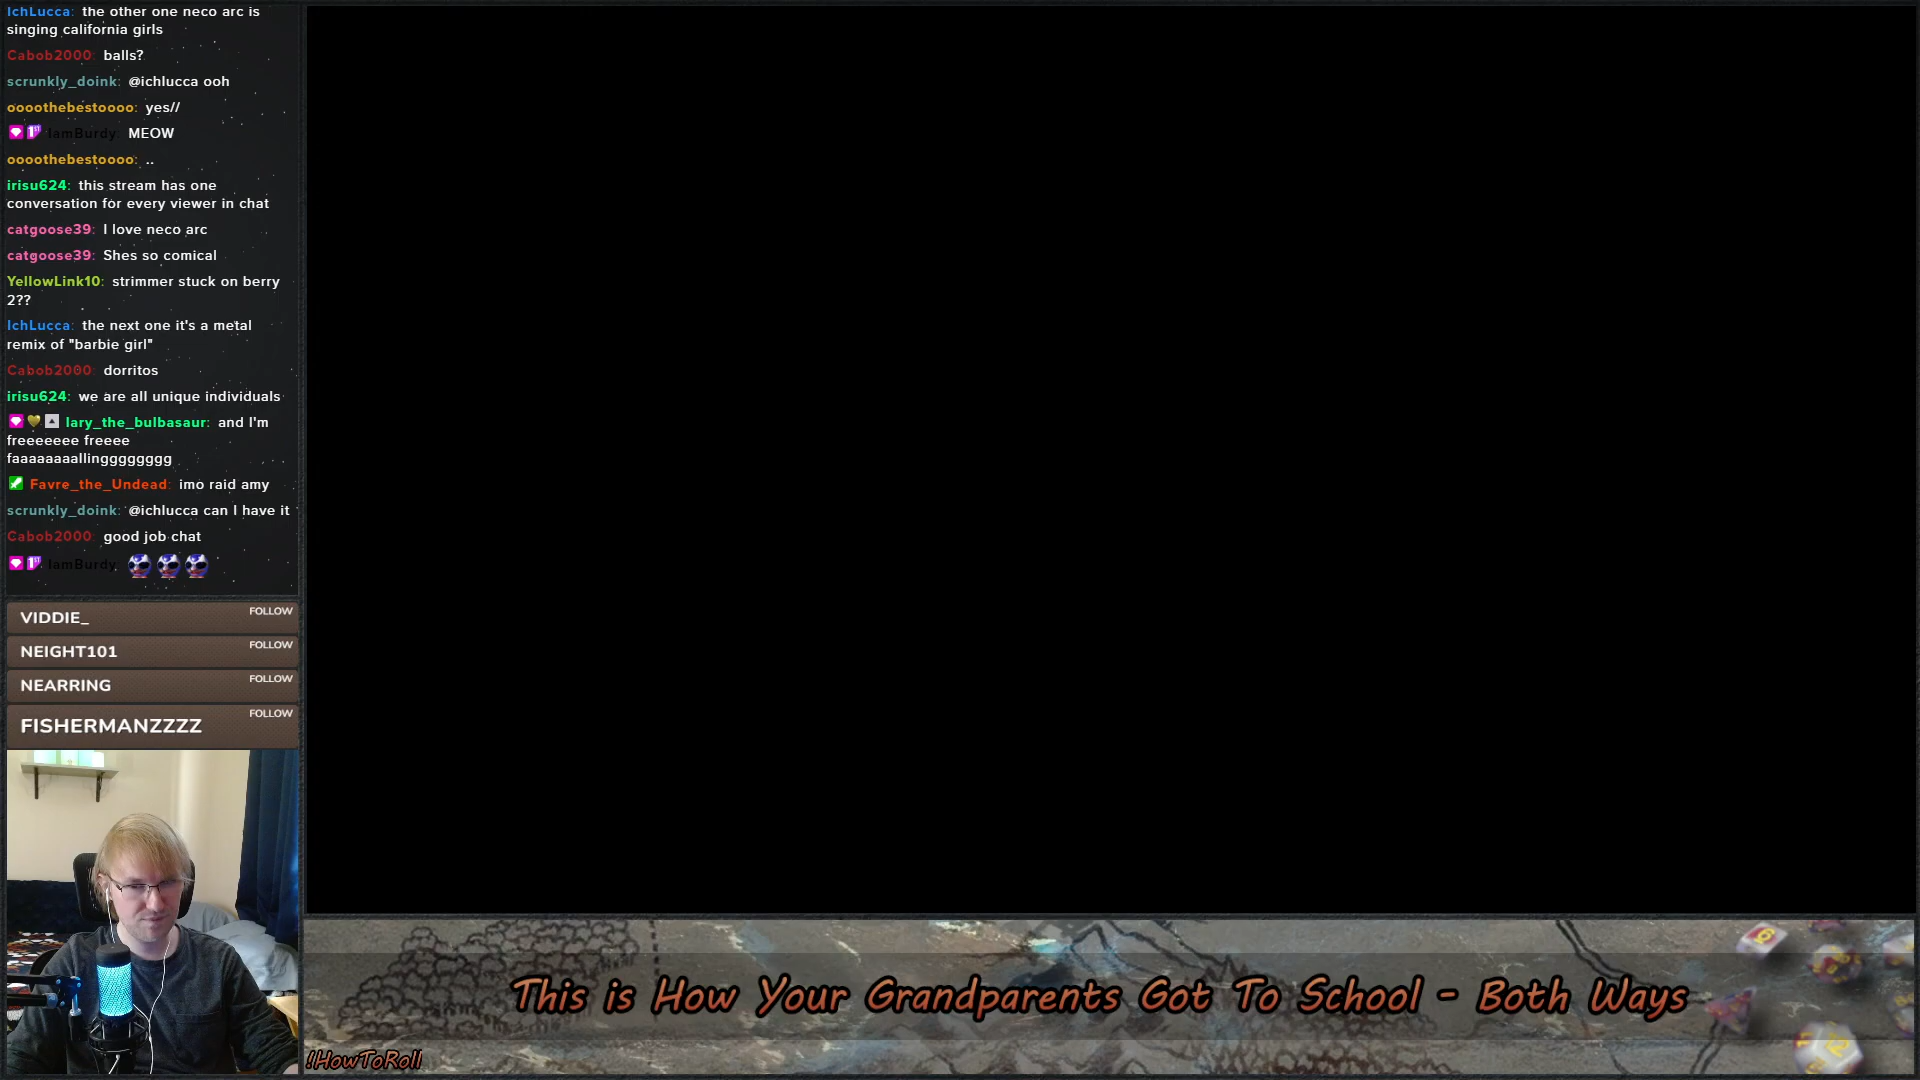 IchLucca: the other one neco arc is
singing california girls
Cabob2000: balls?
scrunkly_doink: @ichlucca ooh
oooothebestoooo: yes//
IamBurdy: MEOW
oooothebestoooo: ..
irisu624: this stream has one
conversation for every viewer in chat
catgoose39: I love neco arc
catgoose39: Shes so comical
YellowLink10: strimmer stuck on berry
2??
IchLucca: the next one it's a metal
remix of "barbie girl"
Cabob2000: dorritos
irisu624: we are all unique individuals
lary_the_bulbasaur: and I'm
freeeeeee freeee
faaaaaaaallinggggggggg
Favre_the_Undead: imo raid amy
scrunkly_doink: @ichlucca can I have it
Cabob2000: good job chat
IamBurdy:
VIDDIE_ FOLLOW
NEIGHT101 FOLLOW
NEARRING FOLLOW
FISHERMANZZZZ FOLLOW
This is How Your Grandparents Got To School - Both Ways
!HowToRoll